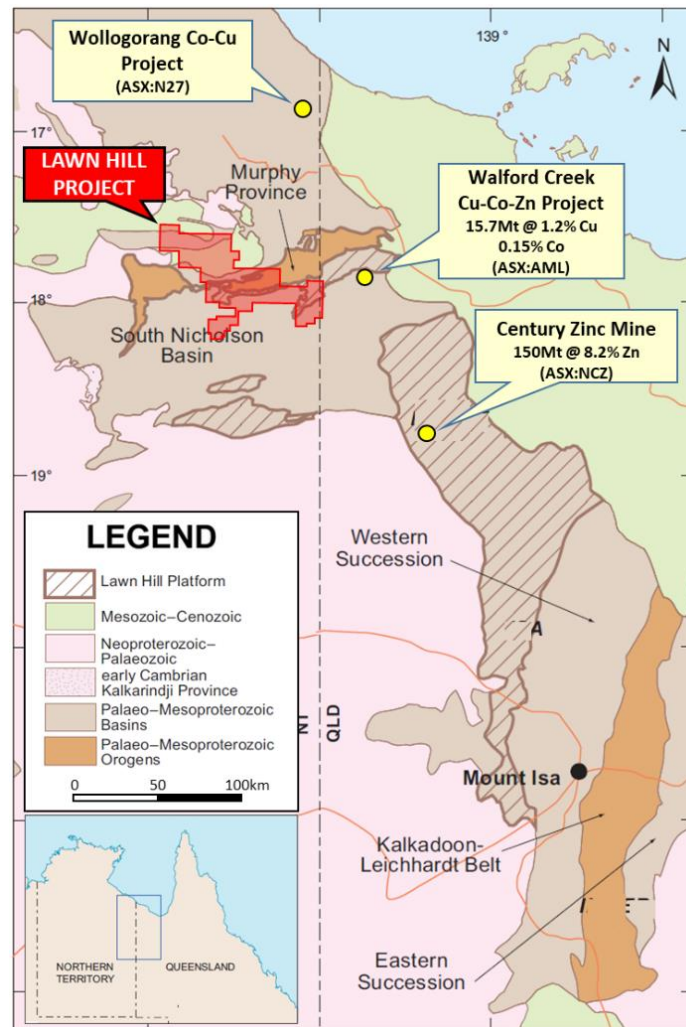 Wollogorang Co-Cu
Project
(ASX:N27)
139°
N
17°
LAWN HILL
PROJECT
Murphy
Province
Walford Creek
Cu-Co-Zn Project
15.7Mt @ 1.2% Cu
0.15% Co
(ASX:AML)
18°
South Nicholson
Basin
Century Zinc Mine
150Mt @ 8.2% Zn
(ASX:NCZ)
19°
LEGEND
Lawn Hill Platform
Mesozoic–Cenozoic
Neoproterozoic–
Palaeozoic
early Cambrian
Kalkarindji Province
Palaeo–Mesoproterozoic
Basins
Palaeo–Mesoproterozoic
Orogens
0 50 100km
Western
Succession
A
NT
QLD
Mount Isa
Kalkadoon-
Leichhardt Belt
Eastern
Succession
NORTHERN
TERRITORY
QUEENSLAND